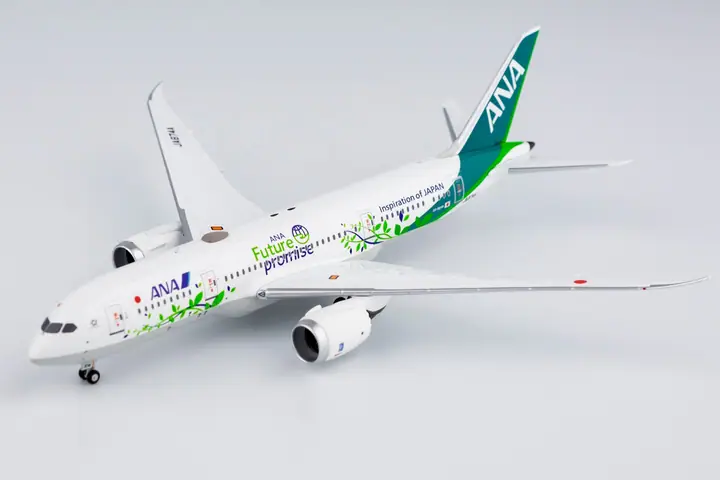 ANA
Inspiration of JAPAN
ANA
Future
promise
ANA